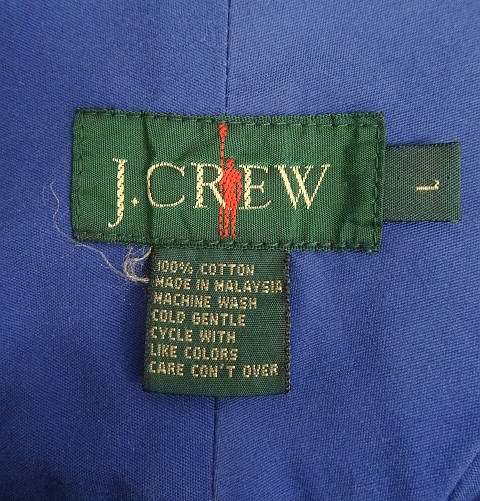 J.CREW
L
100% COTTON
MADE IN MALAYSIA
MACHINE WASH
COLD GENTLE
CYCLE WITH
LIKE COLORS
CARE CON'T OVER